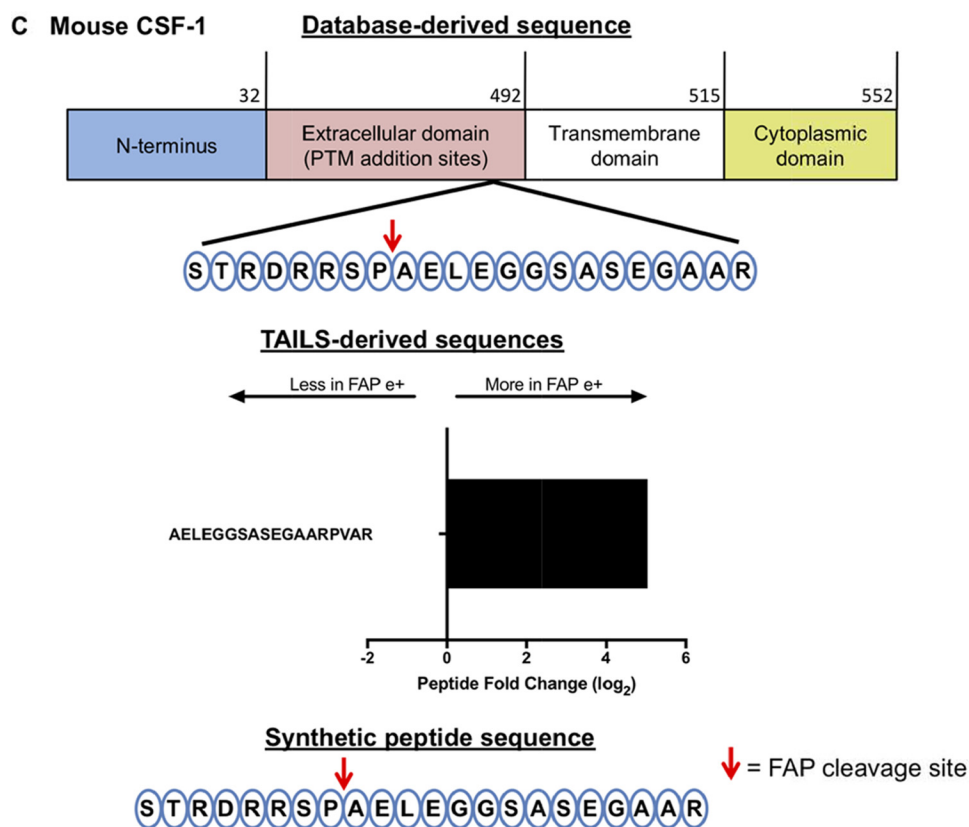 C Mouse CSF-1 Database-derived sequence
32 492 515 552
N-terminus
Extracellular domain
(PTM addition sites)
Transmembrane
domain
Cytoplasmic
domain
STRDRRSPAELEGGSASEGAAR
TAILS-derived sequences
Less in FAP e+ More in FAP e+
AELEGGSASEGAARPVAR
-2 0 2 4 6
Peptide Fold Change (log2)
Synthetic peptide sequence
= FAP cleavage site
STRDRRSPAELEGGSASEGAAR